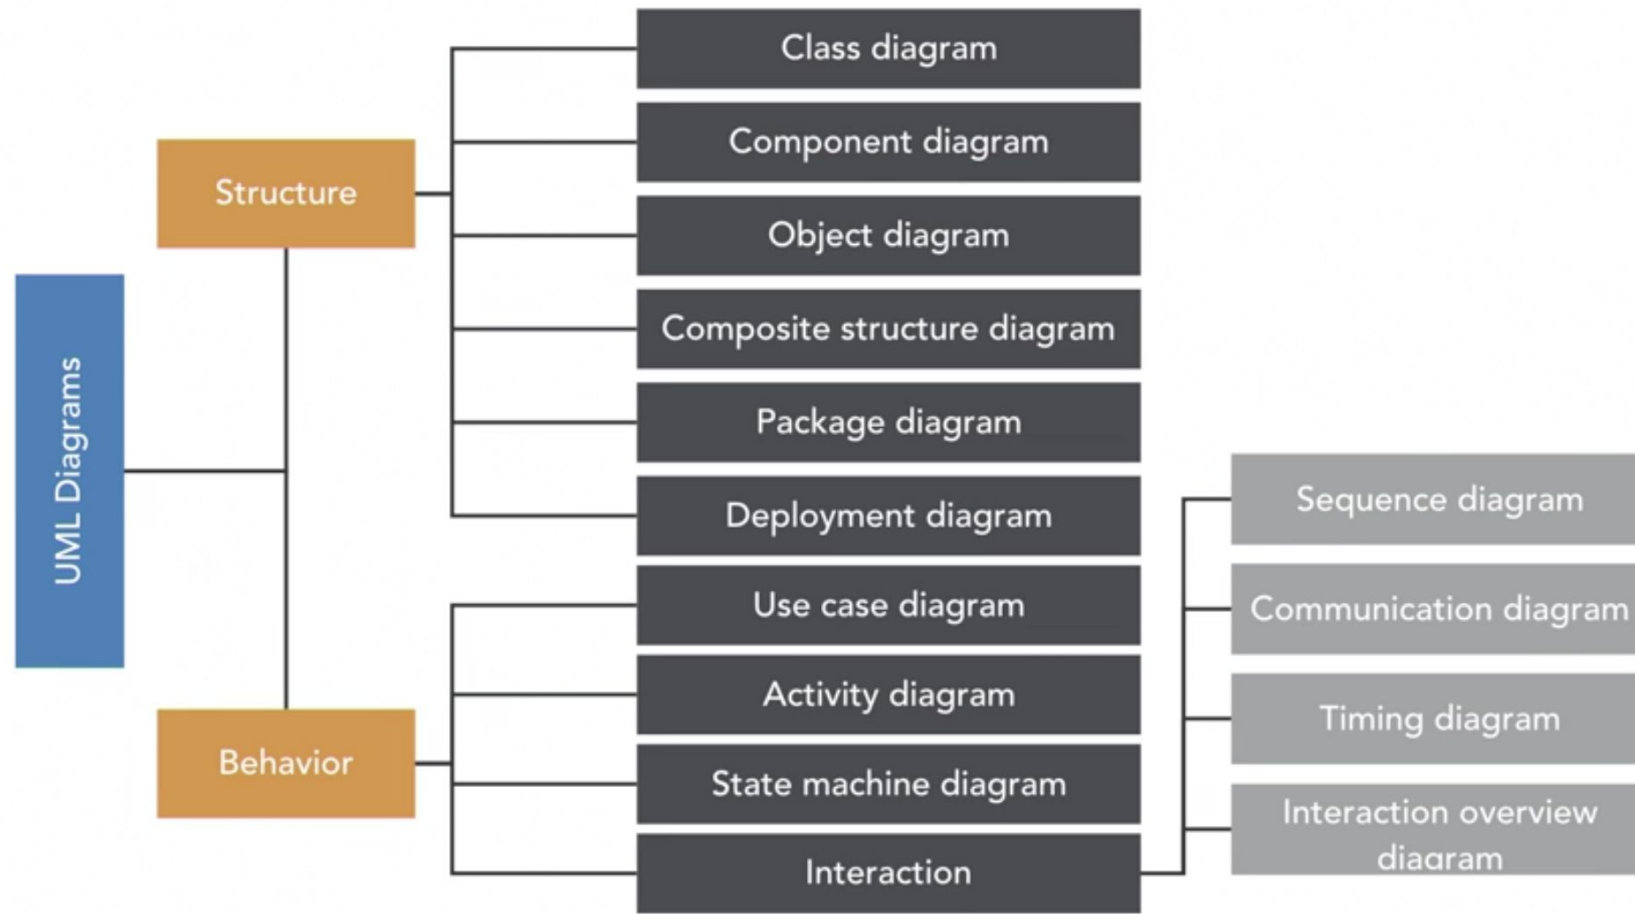 UML Diagrams
Structure
Class diagram
Component diagram
Object diagram
Composite structure diagram
Package diagram
Deployment diagram
Behavior
Use case diagram
Activity diagram
State machine diagram
Interaction
Sequence diagram
Communication diagram
Timing diagram
Interaction overview
diagram